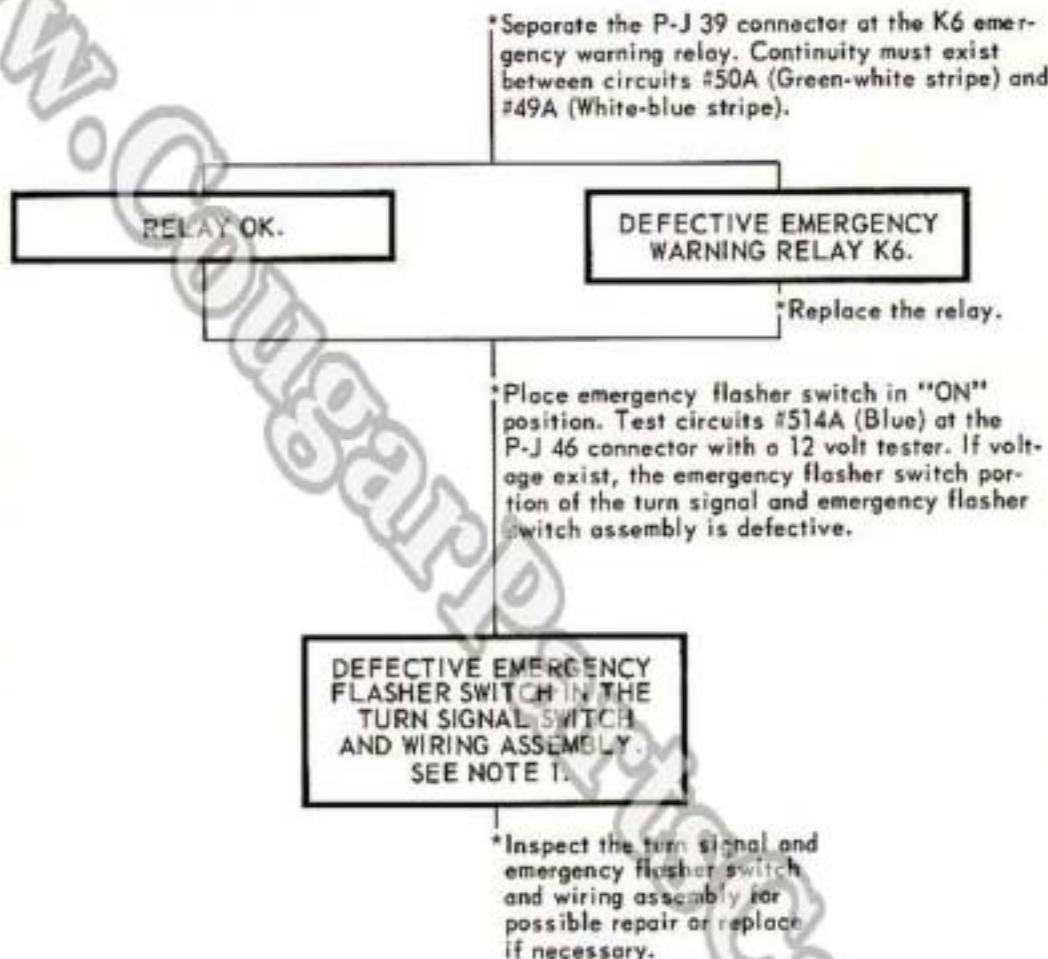 *Separate the P-J 39 connector at the K6 emer-
gency warning relay. Continuity must exist
between circuits #50A (Green-white stripe) and
#49A (White-blue stripe).
RELAY OK.
DEFECTIVE EMERGENCY
WARNING RELAY K6.
*Replace the relay.
*Place emergency flasher switch in "ON"
position. Test circuits #514A (Blue) at the
P-J 46 connector with a 12 volt tester. If volt-
age exist, the emergency flasher switch por-
tion of the turn signal and emergency flasher
switch assembly is defective.
DEFECTIVE EMERGENCY
FLASHER SWITCH IN THE
TURN SIGNAL SWITCH
AND WIRING ASSEMBLY.
SEE NOTE 1.
*Inspect the turn signal and
emergency flasher switch
and wiring assembly for
possible repair or replace
if necessary.
w.CougarPartsC